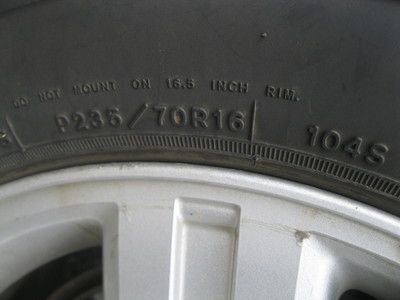 DO NOT MOUNT ON 16.5 INCH RIM.
P235/70R16 104S